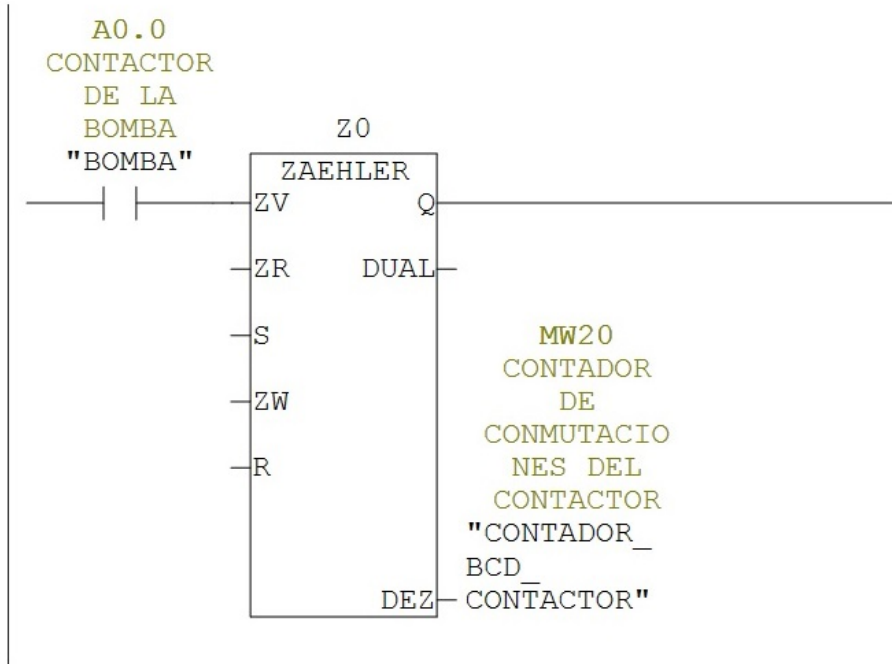 A0.0
CONTACTOR
DE LA
BOMBA
"BOMBA"
Z0
ZAEHLER
ZV Q
ZR DUAL
S
ZW
R
DEZ
MW20
CONTADOR
DE
CONMUTACIO
NES DEL
CONTACTOR
"CONTADOR_
BCD_
CONTACTOR"